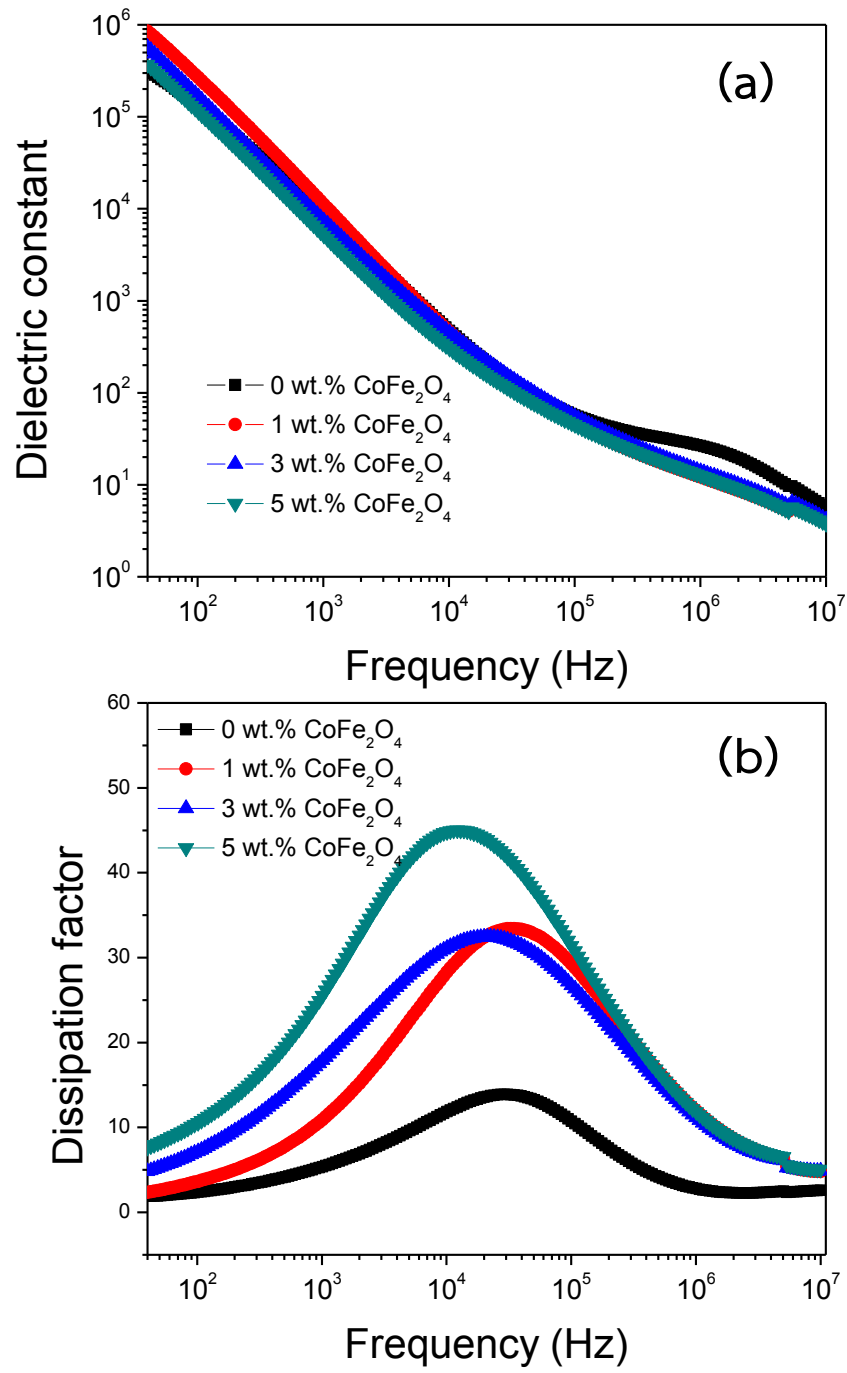 (a)
Dielectric constant
10⁶
10⁵
10⁴
10³
10²
10¹
10⁰
0 wt.% CoFe₂O₄
1 wt.% CoFe₂O₄
3 wt.% CoFe₂O₄
5 wt.% CoFe₂O₄
10² 10³ 10⁴ 10⁵ 10⁶ 10⁷
Frequency (Hz)
(b)
Dissipation factor
60
50
40
30
20
10
0
0 wt.% CoFe₂O₄
1 wt.% CoFe₂O₄
3 wt.% CoFe₂O₄
5 wt.% CoFe₂O₄
10² 10³ 10⁴ 10⁵ 10⁶ 10⁷
Frequency (Hz)